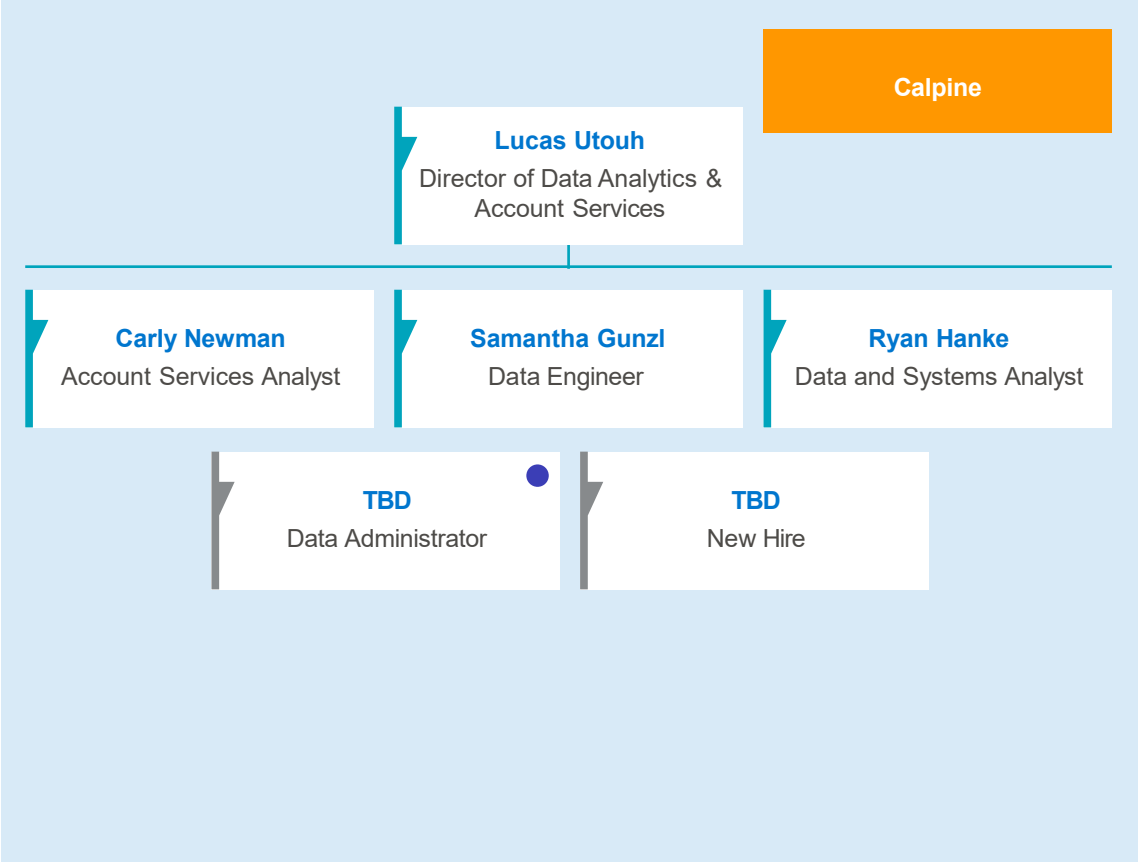 Calpine
Lucas Utouh
Director of Data Analytics &
Account Services
Carly Newman
Account Services Analyst
Samantha Gunzl
Data Engineer
Ryan Hanke
Data and Systems Analyst
TBD
Data Administrator
TBD
New Hire